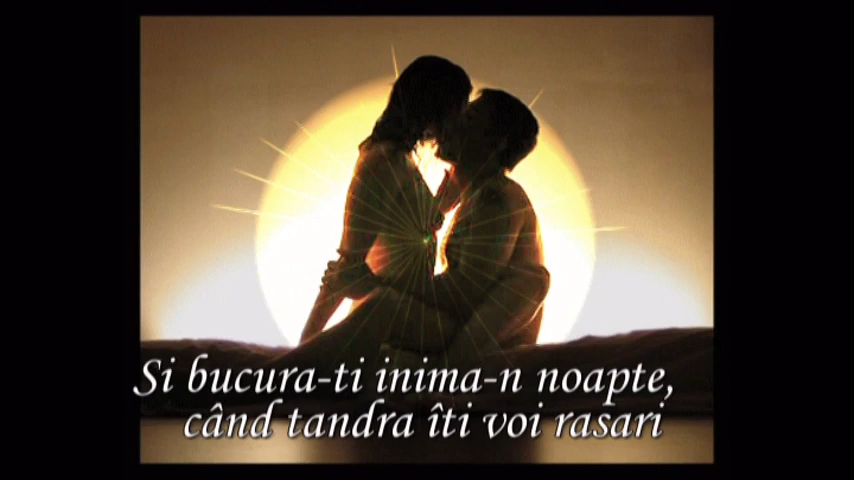 Si bucura-ti inima-n noapte,
când tandra îti voi rasari